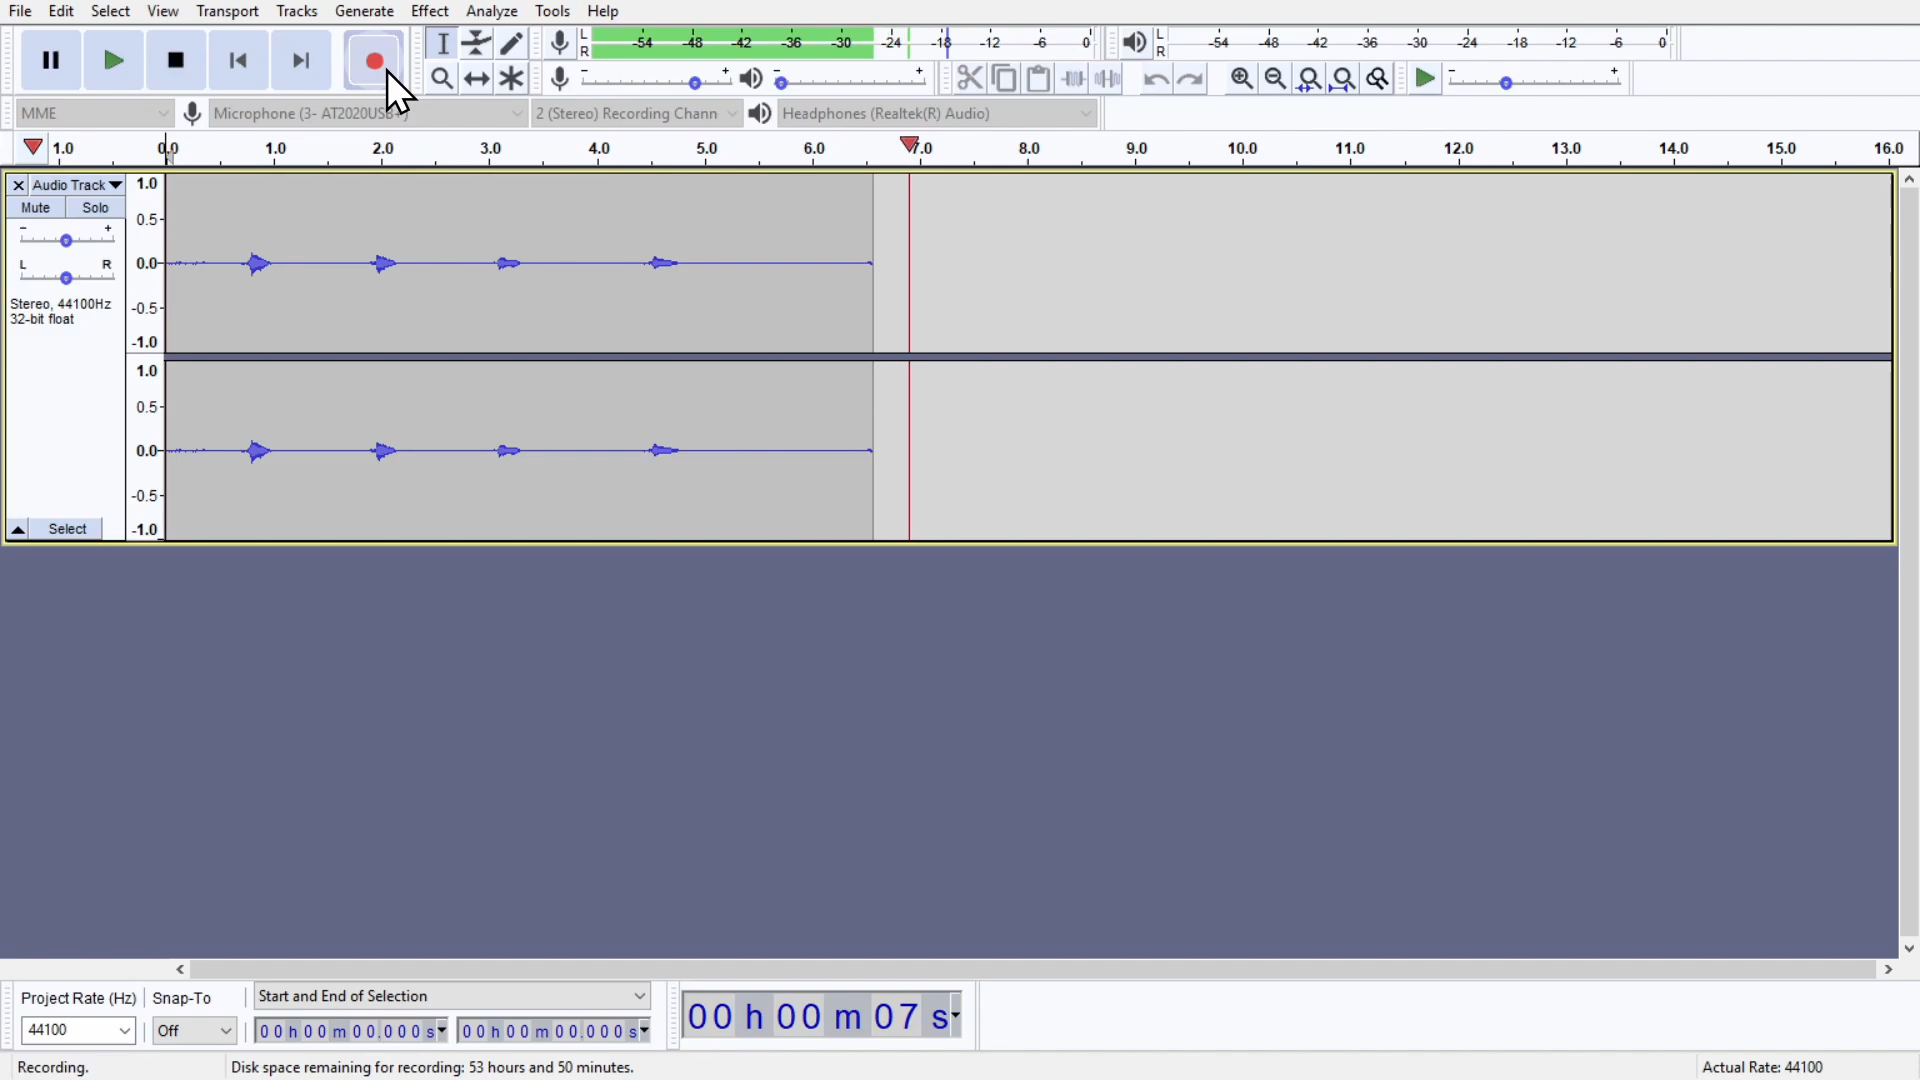 File Edit Select View Transport Tracks Generate Effect Analyze Tools Help
L R -54 -48 -42 -36 -30 -24 -18 -12 -6 0 L R -54 -48 -42 -36 -30 -24 -18 -12 -6 0
- + - + - +
MME Microphone (3- AT2020USB+) 2 (Stereo) Recording Chann Headphones (Realtek(R) Audio)
1.0 0.0 1.0 2.0 3.0 4.0 5.0 6.0 7.0 8.0 9.0 10.0 11.0 12.0 13.0 14.0 15.0 16.0
Audio Track 1.0
Mute Solo 0.5
- +
L R 0.0
Stereo, 44100Hz -0.5
32-bit float
-1.0
1.0
0.5
0.0
-0.5
Select -1.0
Project Rate (Hz) Snap-To Start and End of Selection
44100 Off 00 h 00 m 00.000 s 00 h 00 m 00.000 s 00 h 00 m 07 s
Recording. Disk space remaining for recording: 53 hours and 50 minutes. Actual Rate: 44100